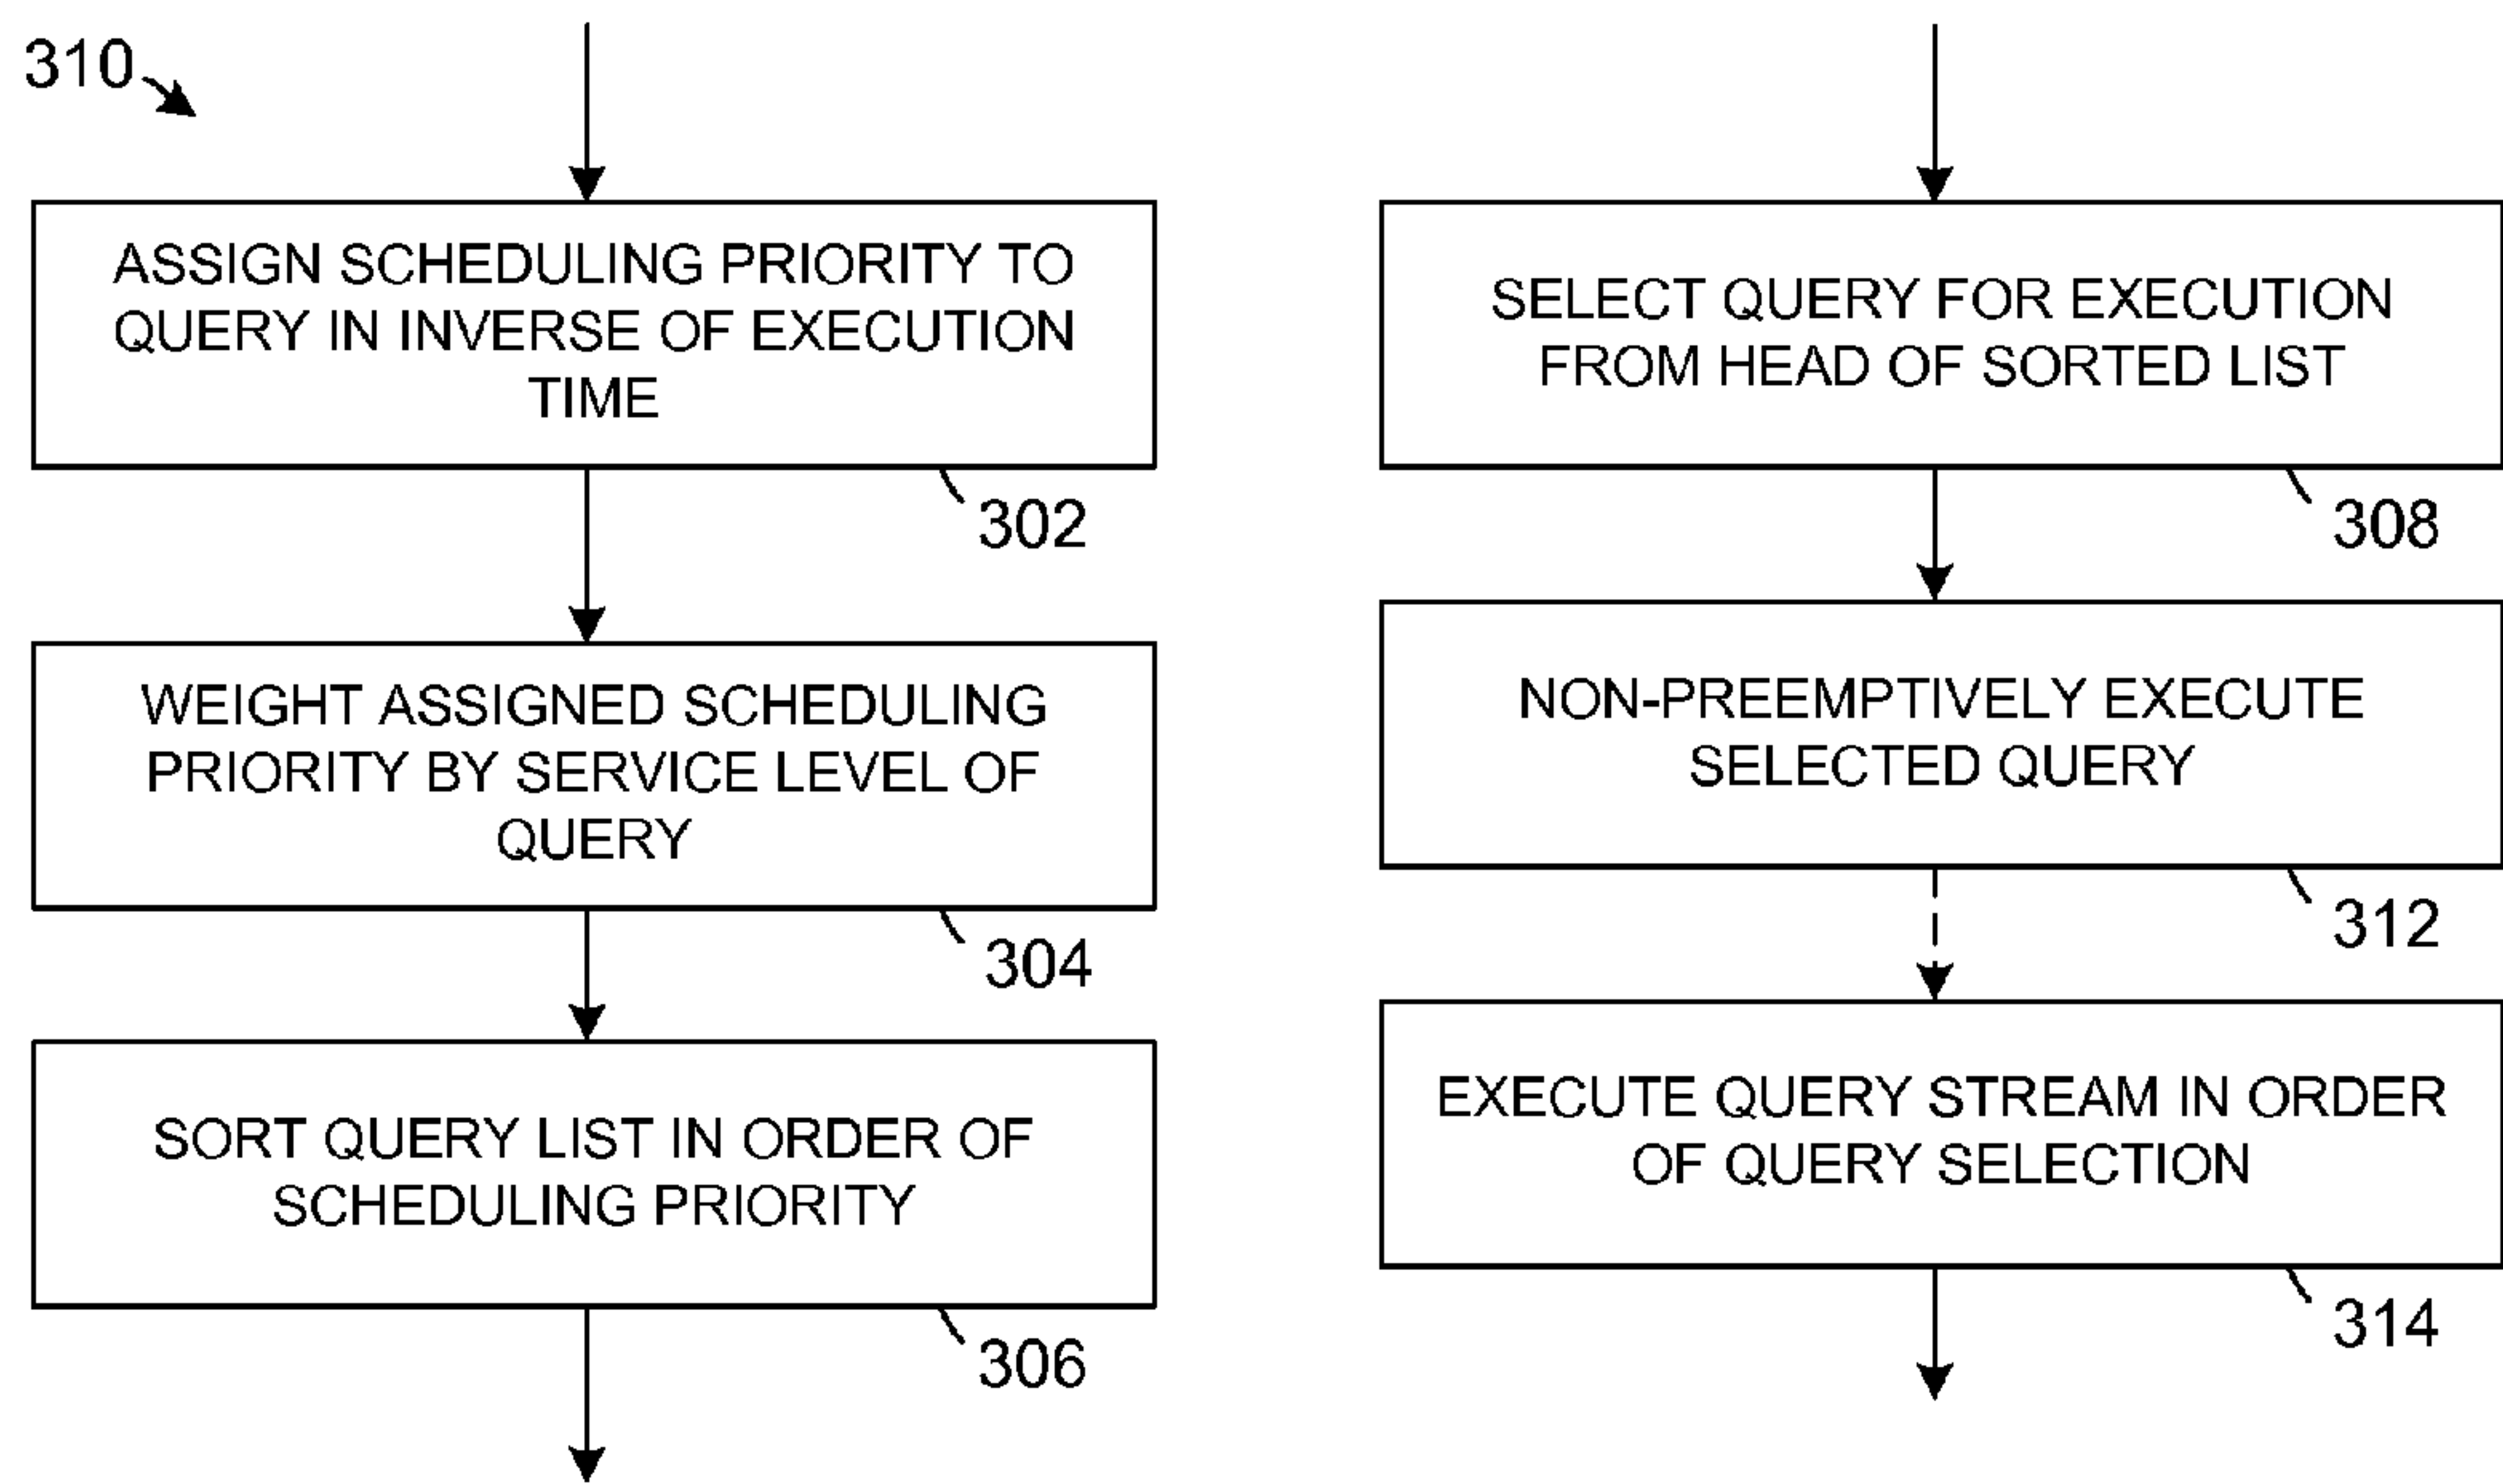 310
ASSIGN SCHEDULING PRIORITY TO
QUERY IN INVERSE OF EXECUTION
TIME
302
WEIGHT ASSIGNED SCHEDULING
PRIORITY BY SERVICE LEVEL OF
QUERY
304
SORT QUERY LIST IN ORDER OF
SCHEDULING PRIORITY
306
SELECT QUERY FOR EXECUTION
FROM HEAD OF SORTED LIST
308
NON-PREEMPTIVELY EXECUTE
SELECTED QUERY
312
EXECUTE QUERY STREAM IN ORDER
OF QUERY SELECTION
314